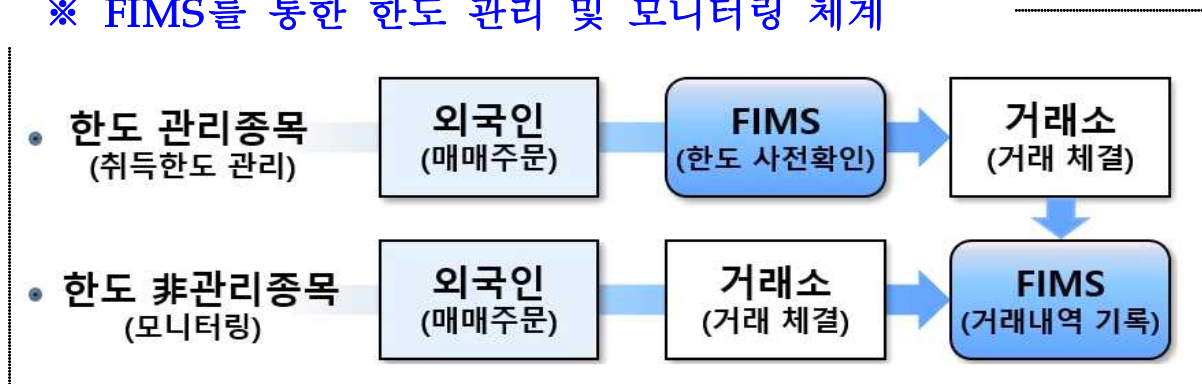 ※ FIMS를 통한 한도 관리 및 모니터링 체계
한도 관리종목
(취득한도 관리)
외국인
(매매주문)
FIMS
(한도 사전확인)
거래소
(거래 체결)
한도 非관리종목
(모니터링)
외국인
(매매주문)
거래소
(거래 체결)
FIMS
(거래내역 기록)